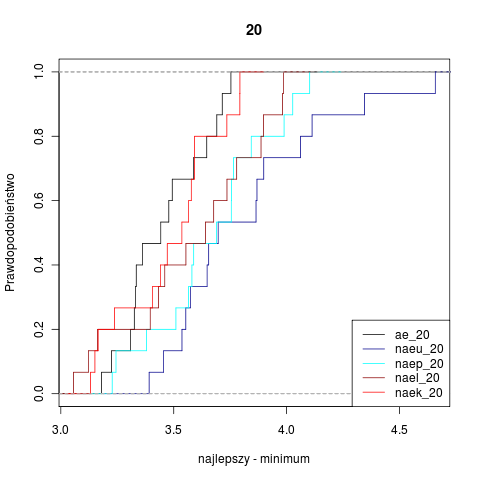 20
Prawdopodobieństwo
1.0
0.8
0.6
0.4
0.2
0.0
3.0 3.5 4.0 4.5
najlepszy - minimum
ae_20
naeu_20
naep_20
nael_20
naek_20